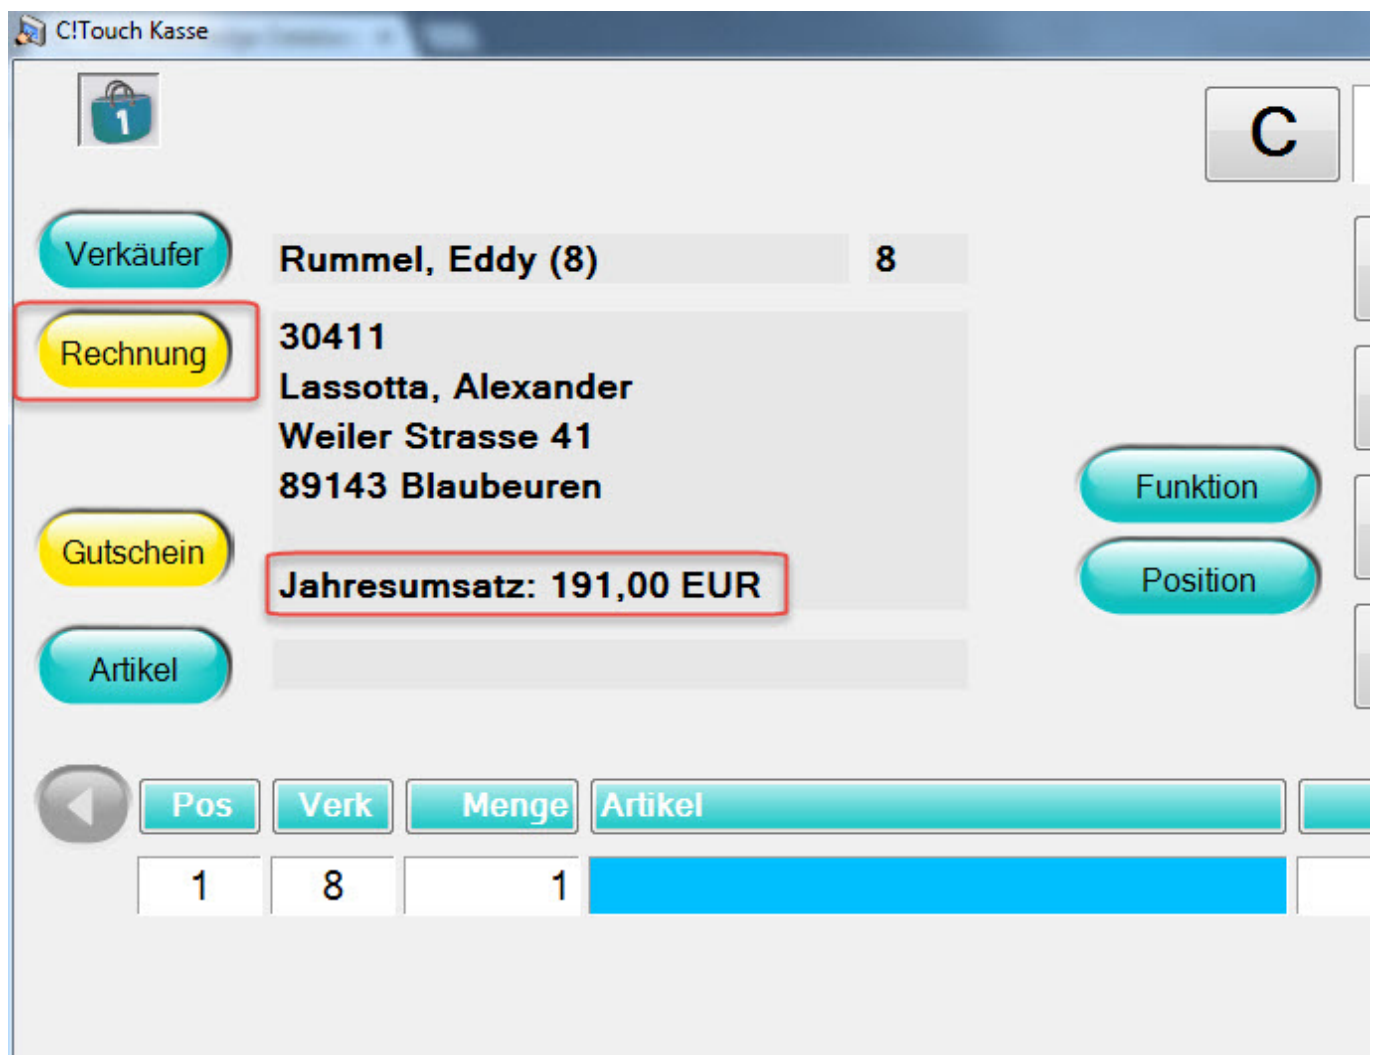 C!Touch Kasse
1
C
Verkäufer
Rummel, Eddy (8)
8
Rechnung
30411
Lassotta, Alexander
Weiler Strasse 41
89143 Blaubeuren
Funktion
Gutschein
Jahresumsatz: 191,00 EUR
Position
Artikel
Pos Verk Menge Artikel
1 8 1